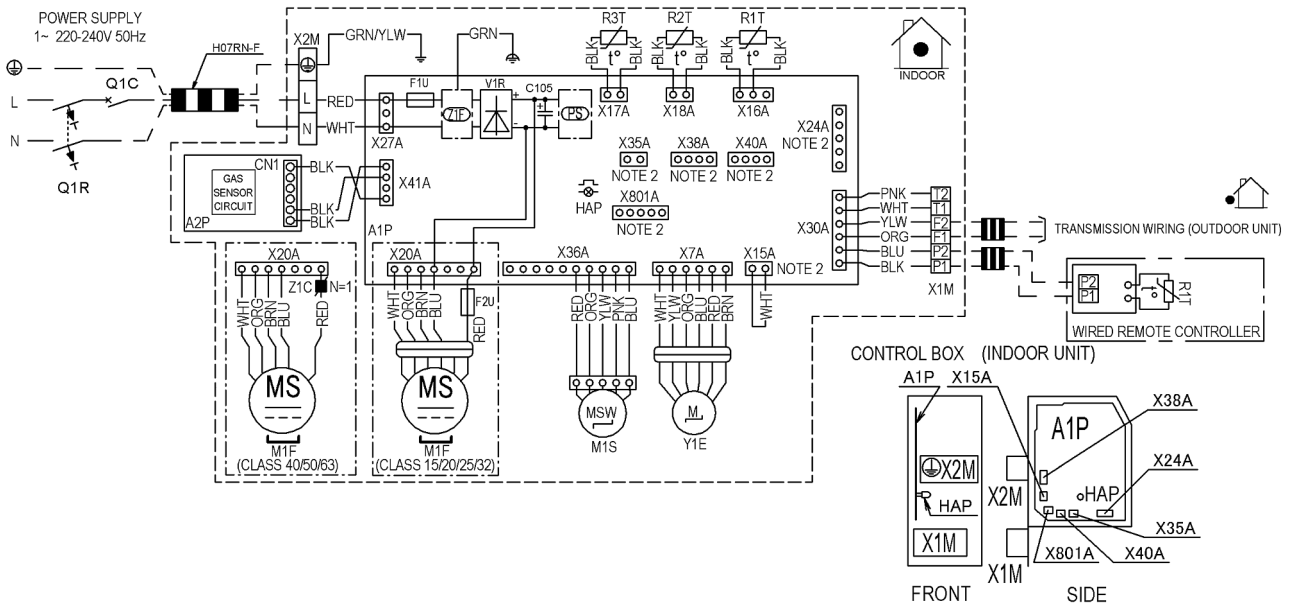 POWER SUPPLY
1~ 220-240V 50Hz
H07RN-F
Q1C
L
N
Q1R
X2M
L
N
GRN/YLW
GRN
RED
WHT
X27A
F1U
Z1F
V1R
+
-
C105
+
PS
R3T
R2T
R1T
BLK
t°
BLK
BLK
t°
BLK
BLK
t°
BLK
X17A
X18A
X16A
INDOOR
X24A
NOTE 2
X35A
NOTE 2
X38A
NOTE 2
X40A
NOTE 2
HAP
X801A
NOTE 2
CN1
GAS
SENSOR
CIRCUIT
A2P
BLK
BLK
BLK
X41A
A1P
X30A
NOTE 2
PNK
WHT
YLW
ORG
BLU
BLK
T2
T1
F2
F1
P2
P1
X1M
TRANSMISSION WIRING (OUTDOOR UNIT)
P2
P1
t°
R1T
WIRED REMOTE CONTROLLER
X20A
Z1C
N=1
WHT
ORG
BRN
BLU
RED
MS
M1F
(CLASS 40/50/63)
X20A
WHT
ORG
BRN
BLU
F2U
RED
MS
M1F
(CLASS 15/20/25/32)
X36A
RED
ORG
YLW
PNK
BLU
MSW
M1S
X7A
WHT
YLW
ORG
BLU
RED
BRN
M
Y1E
X15A
WHT
CONTROL BOX (INDOOR UNIT)
A1P
X15A
X2M
HAP
X1M
FRONT
X2M
X1M
A1P
HAP
X38A
X24A
X35A
X40A
X801A
SIDE